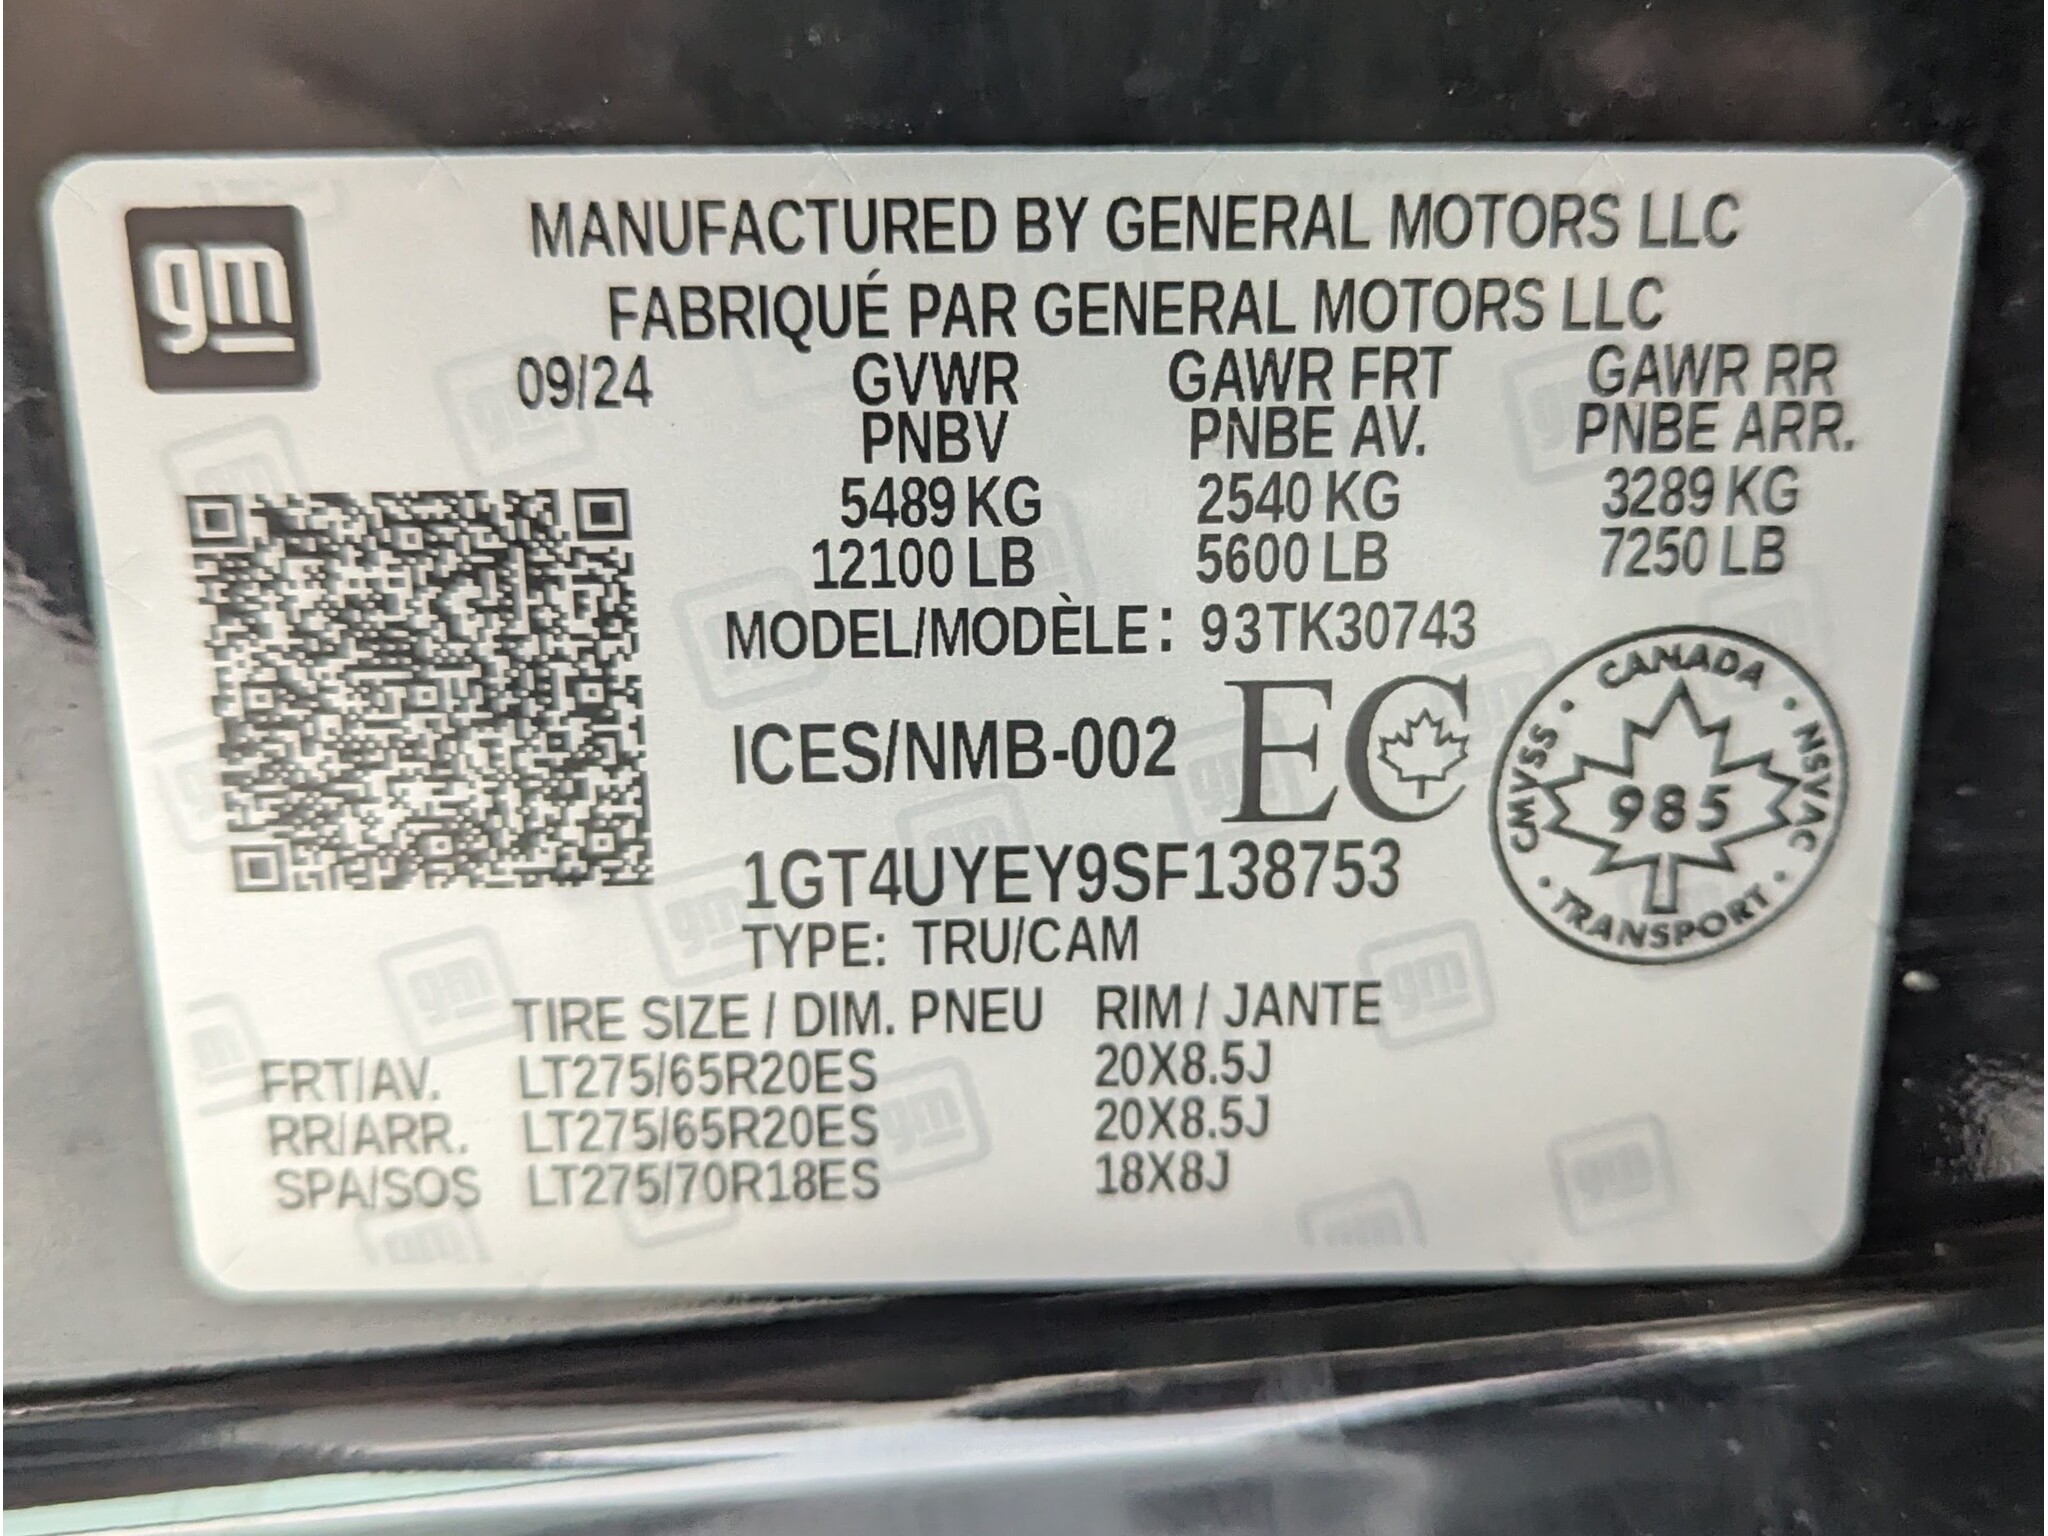 gm
MANUFACTURED BY GENERAL MOTORS LLC
FABRIQUÉ PAR GENERAL MOTORS LLC
09/24 GVWR GAWR FRT GAWR RR
PNBV PNBE AV. PNBE ARR.
5489 KG 2540 KG 3289 KG
12100 LB 5600 LB 7250 LB
MODEL/MODÈLE: 93TK30743
ICES/NMB-002 EC
CANADA · NSVAC · TRANSPORT · CMVSS ·
985
1GT4UYEY9SF138753
TYPE: TRU/CAM
TIRE SIZE / DIM. PNEU RIM / JANTE
FRT/AV. LT275/65R20ES 20X8.5J
RR/ARR. LT275/65R20ES 20X8.5J
SPA/SOS LT275/70R18ES 18X8J